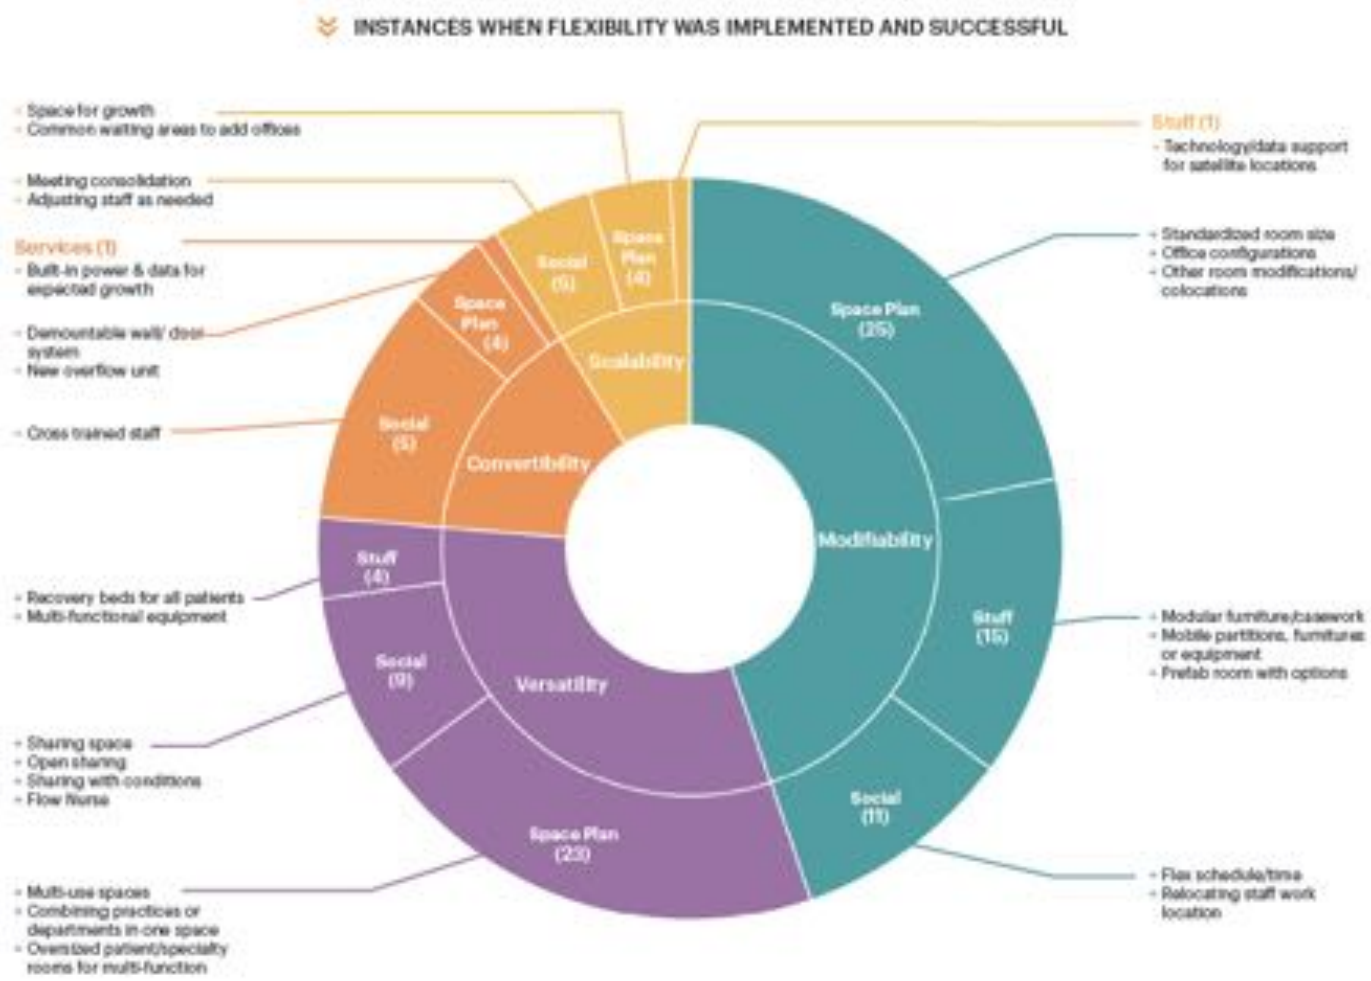 INSTANCES WHEN FLEXIBILITY WAS IMPLEMENTED AND SUCCESSFUL
- Space for growth
- Common waiting areas to add offices
- Meeting consolidation
- Adjusting staff as needed
Services (1)
- Built-in power & data for
expected growth
- Demountable wall/ door
system
- New overflow unit
- Cross trained staff
- Recovery beds for all patients
- Multi-functional equipment
- Sharing space
- Open sharing
- Sharing with conditions
- Flow Nurse
- Multi-use spaces
- Combining practices or
departments in one space
- Oversized patient/specialty
rooms for multi-function
Social
(5)
Space
Plan
(4)
Scalability
Space
Plan
(4)
Social
(5)
Convertibility
Stuff
(4)
Social
(9)
Versatility
Space Plan
(23)
Space Plan
(25)
Modifiability
Stuff
(15)
Social
(11)
Stuff (1)
- Technology/data support
for satellite locations
- Standardized room size
- Office configurations
- Other room modifications/
colocations
- Modular furniture/casework
- Mobile partitions, furnitures
or equipment
- Prefab room with options
- Flex schedule/time
- Relocating staff work
location